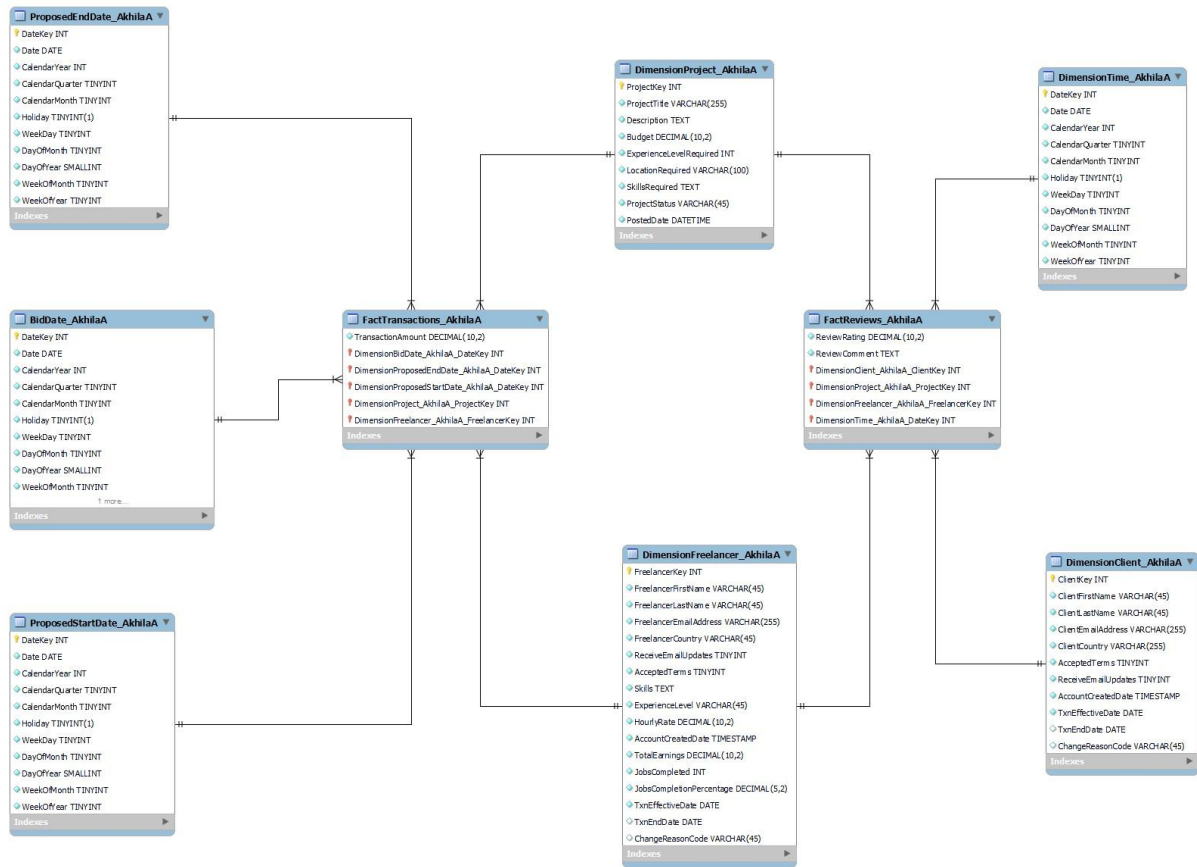 ProposedEndDate_AkhilaA
DateKey INT
Date DATE
CalendarYear INT
CalendarQuarter TINYINT
CalendarMonth TINYINT
Holiday TINYINT(1)
WeekDay TINYINT
DayOfMonth TINYINT
DayOfYear SMALLINT
WeekOfMonth TINYINT
WeekOfYear TINYINT
Indexes
DimensionProject_AkhilaA
ProjectKey INT
ProjectTitle VARCHAR(255)
Description TEXT
Budget DECIMAL(10,2)
ExperienceLevelRequired INT
LocationRequired VARCHAR(100)
SkillsRequired TEXT
ProjectStatus VARCHAR(45)
PostedDate DATETIME
Indexes
DimensionTime_AkhilaA
DateKey INT
Date DATE
CalendarYear INT
CalendarQuarter TINYINT
CalendarMonth TINYINT
Holiday TINYINT(1)
WeekDay TINYINT
DayOfMonth TINYINT
DayOfYear SMALLINT
WeekOfMonth TINYINT
WeekOfYear TINYINT
Indexes
BidDate_AkhilaA
DateKey INT
Date DATE
CalendarYear INT
CalendarQuarter TINYINT
CalendarMonth TINYINT
Holiday TINYINT(1)
WeekDay TINYINT
DayOfMonth TINYINT
DayOfYear SMALLINT
WeekOfMonth TINYINT
1 more...
Indexes
FactTransactions_AkhilaA
TransactionAmount DECIMAL(10,2)
DimensionBidDate_AkhilaA_DateKey INT
DimensionProposedEndDate_AkhilaA_DateKey INT
DimensionProposedStartDate_AkhilaA_DateKey INT
DimensionProject_AkhilaA_ProjectKey INT
DimensionFreelancer_AkhilaA_FreelancerKey INT
Indexes
FactReviews_AkhilaA
ReviewRating DECIMAL(10,2)
ReviewComment TEXT
DimensionClient_AkhilaA_ClientKey INT
DimensionProject_AkhilaA_ProjectKey INT
DimensionFreelancer_AkhilaA_FreelancerKey INT
DimensionTime_AkhilaA_DateKey INT
Indexes
ProposedStartDate_AkhilaA
DateKey INT
Date DATE
CalendarYear INT
CalendarQuarter TINYINT
CalendarMonth TINYINT
Holiday TINYINT(1)
WeekDay TINYINT
DayOfMonth TINYINT
DayOfYear SMALLINT
WeekOfMonth TINYINT
WeekOfYear TINYINT
Indexes
DimensionFreelancer_AkhilaA
FreelancerKey INT
FreelancerFirstName VARCHAR(45)
FreelancerLastName VARCHAR(45)
FreelancerEmailAddress VARCHAR(255)
FreelancerCountry VARCHAR(45)
ReceiveEmailUpdates TINYINT
AcceptedTerms TINYINT
Skills TEXT
ExperienceLevel VARCHAR(45)
HourlyRate DECIMAL(10,2)
AccountCreatedDate TIMESTAMP
TotalEarnings DECIMAL(10,2)
JobsCompleted INT
JobsCompletionPercentage DECIMAL(5,2)
TxnEffectiveDate DATE
TxnEndDate DATE
ChangeReasonCode VARCHAR(45)
Indexes
DimensionClient_AkhilaA
ClientKey INT
ClientFirstName VARCHAR(45)
ClientLastName VARCHAR(45)
ClientEmailAddress VARCHAR(255)
ClientCountry VARCHAR(255)
AcceptedTerms TINYINT
ReceiveEmailUpdates TINYINT
AccountCreatedDate TIMESTAMP
TxnEffectiveDate DATE
TxnEndDate DATE
ChangeReasonCode VARCHAR(45)
Indexes